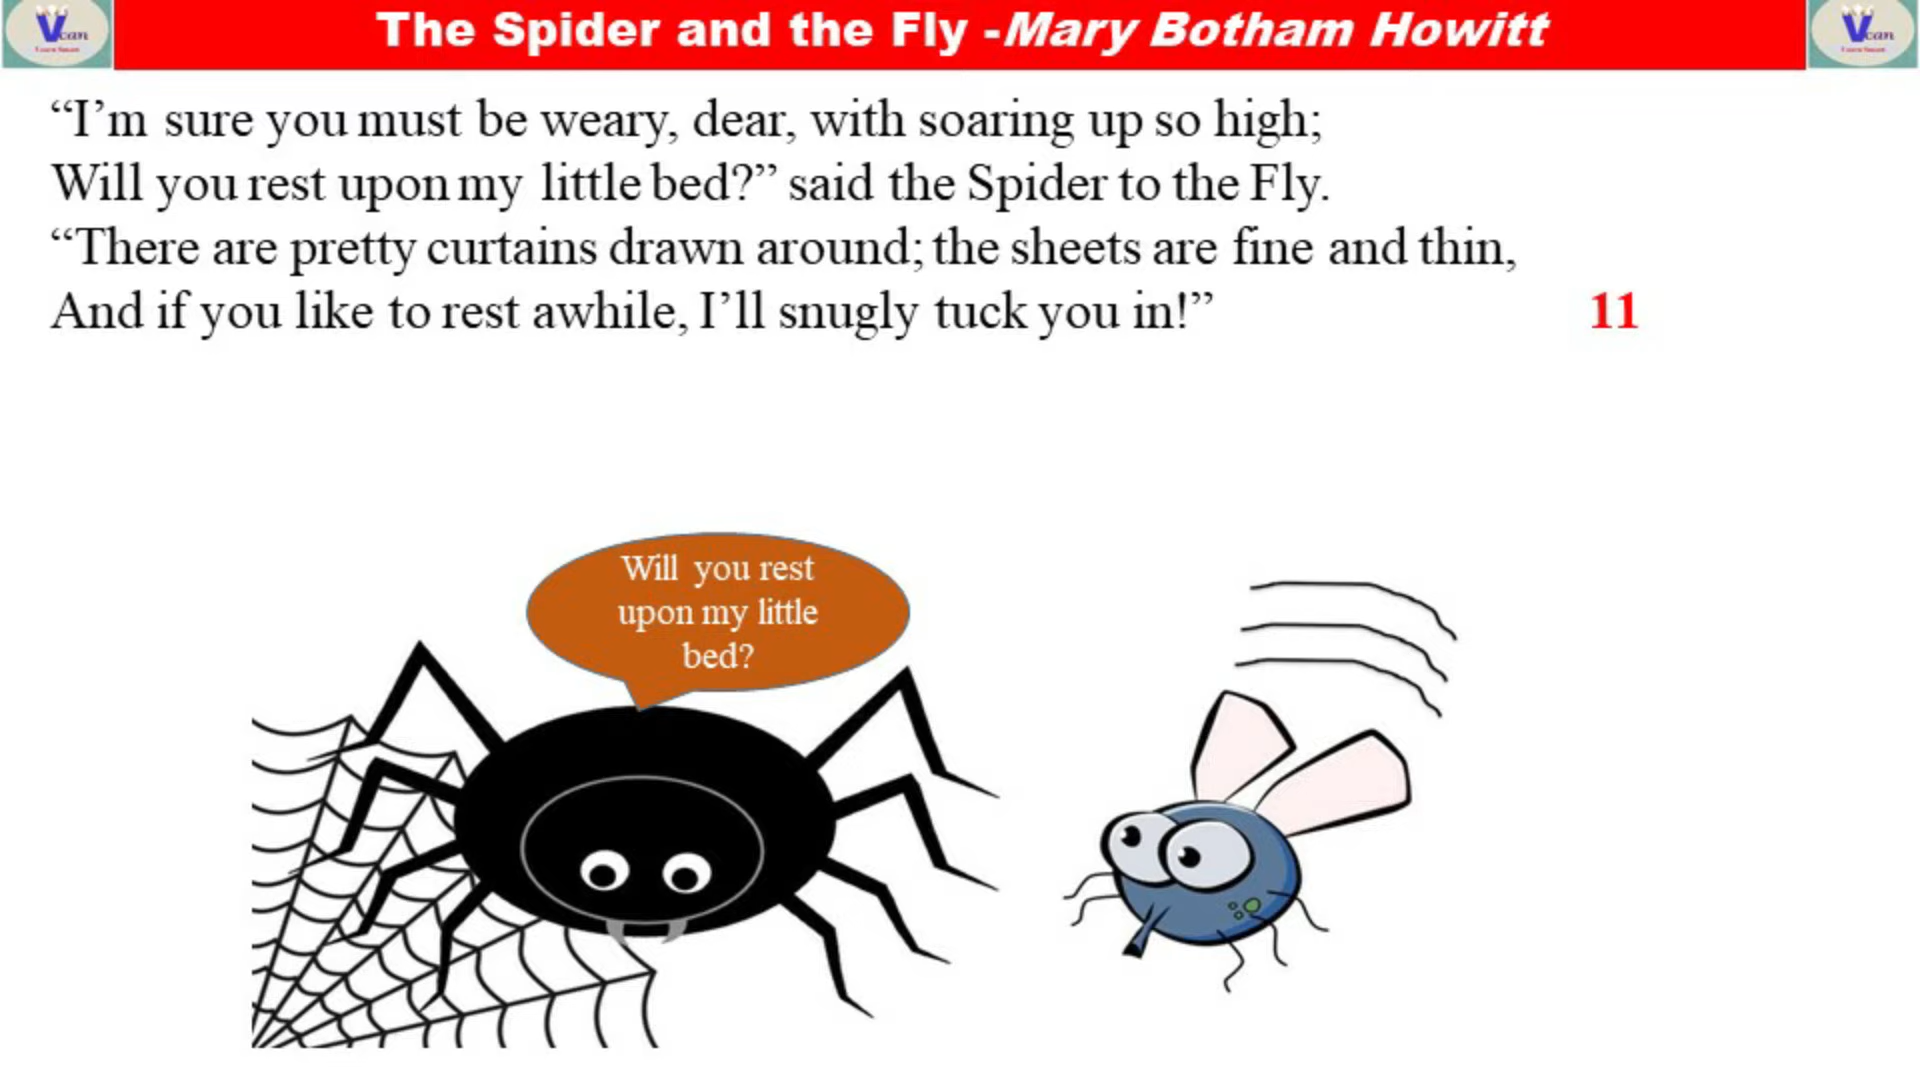 Vcan
The Spider and the Fly -Mary Botham Howitt
Vcan
“I’m sure you must be weary, dear, with soaring up so high;
Will you rest upon my little bed?” said the Spider to the Fly.
“There are pretty curtains drawn around; the sheets are fine and thin,
And if you like to rest awhile, I’ll snugly tuck you in!”
11
Will you rest
upon my little
bed?